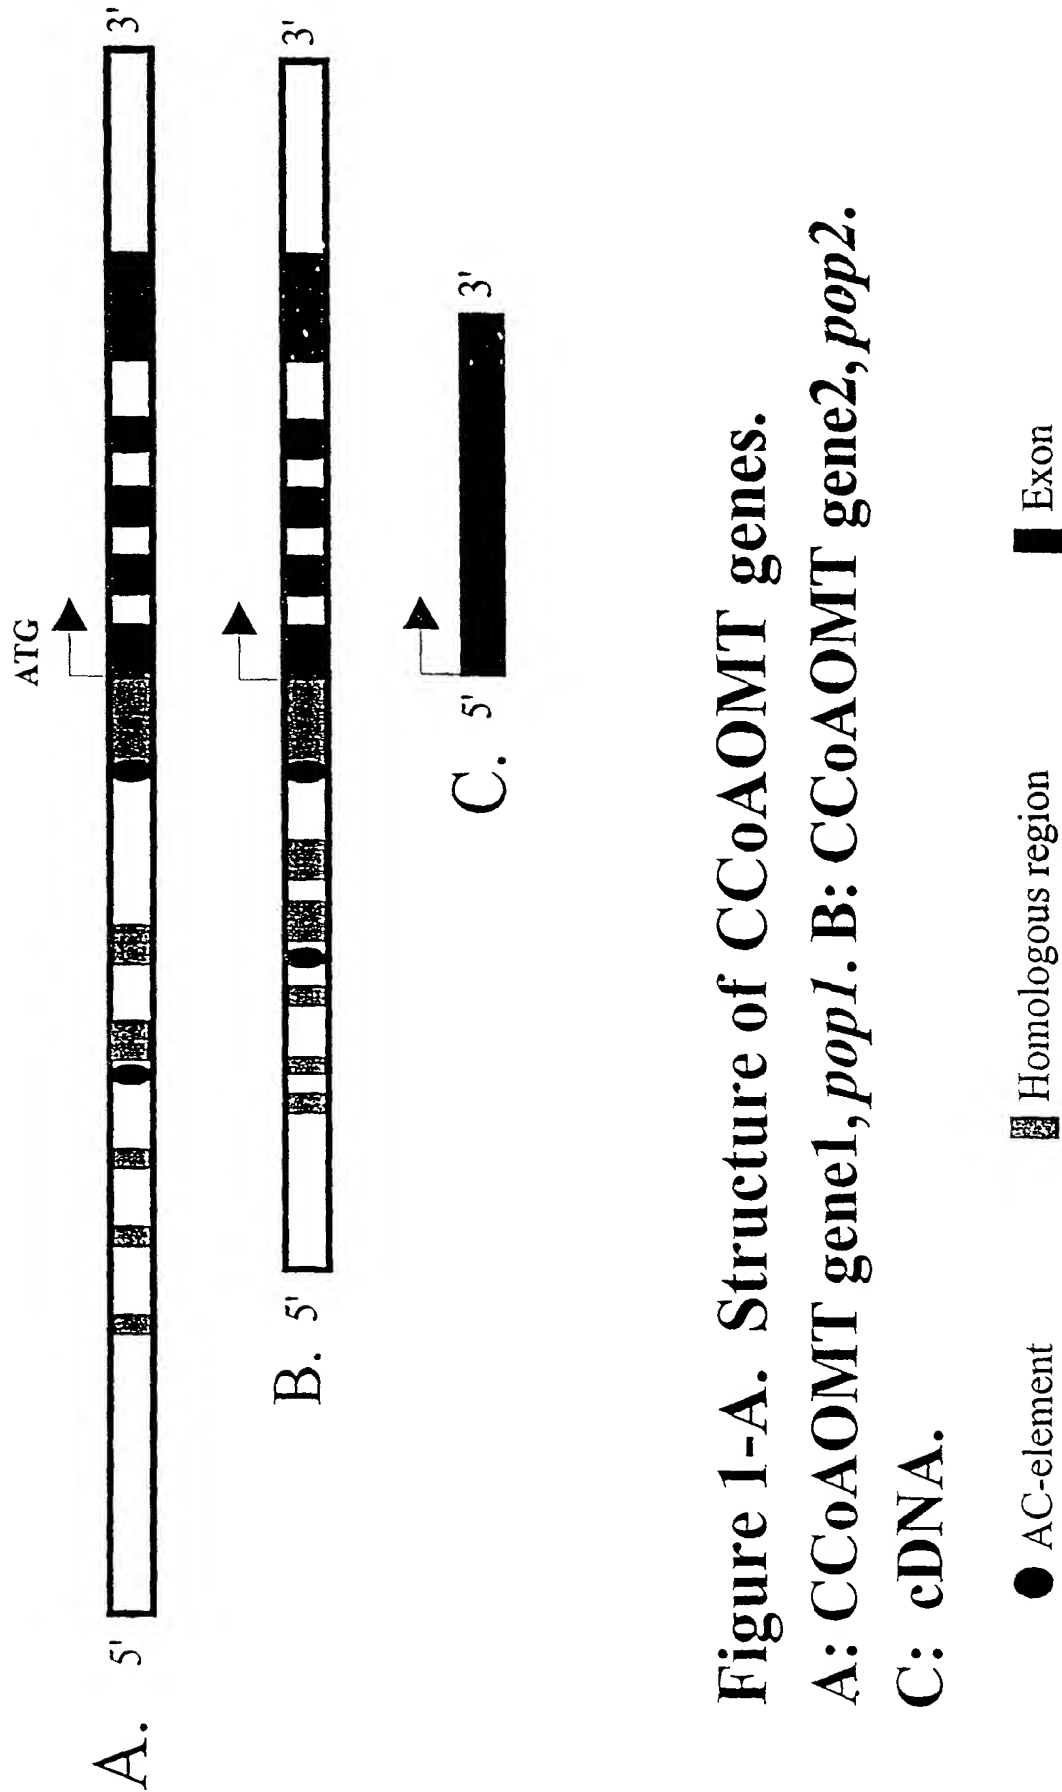 ATG
A. 5' 3'
B. 5' 3'
C. 5' 3'
Figure 1-A. Structure of CCoAOMT genes.
A: CCoAOMT gene1, pop1. B: CCoAOMT gene2, pop2.
C: cDNA.
AC-element Homologous region Exon